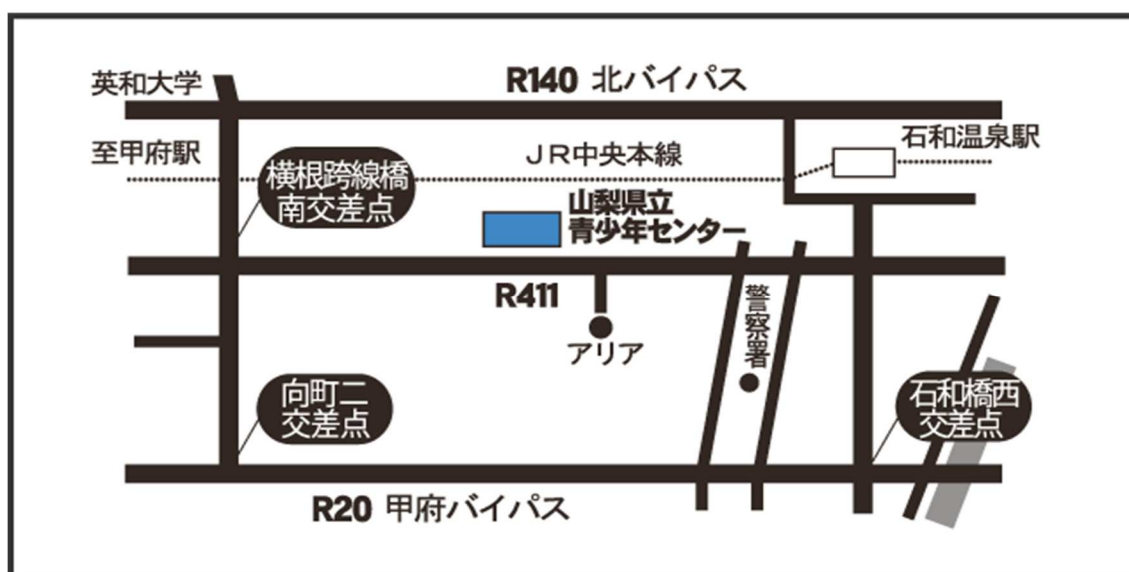 英和大学
R140 北バイパス
至甲府駅
JR中央本線
石和温泉駅
横根跨線橋
南交差点
山梨県立
青少年センター
R411
アリア
警察署
向町二
交差点
石和橋西
交差点
R20 甲府バイパス